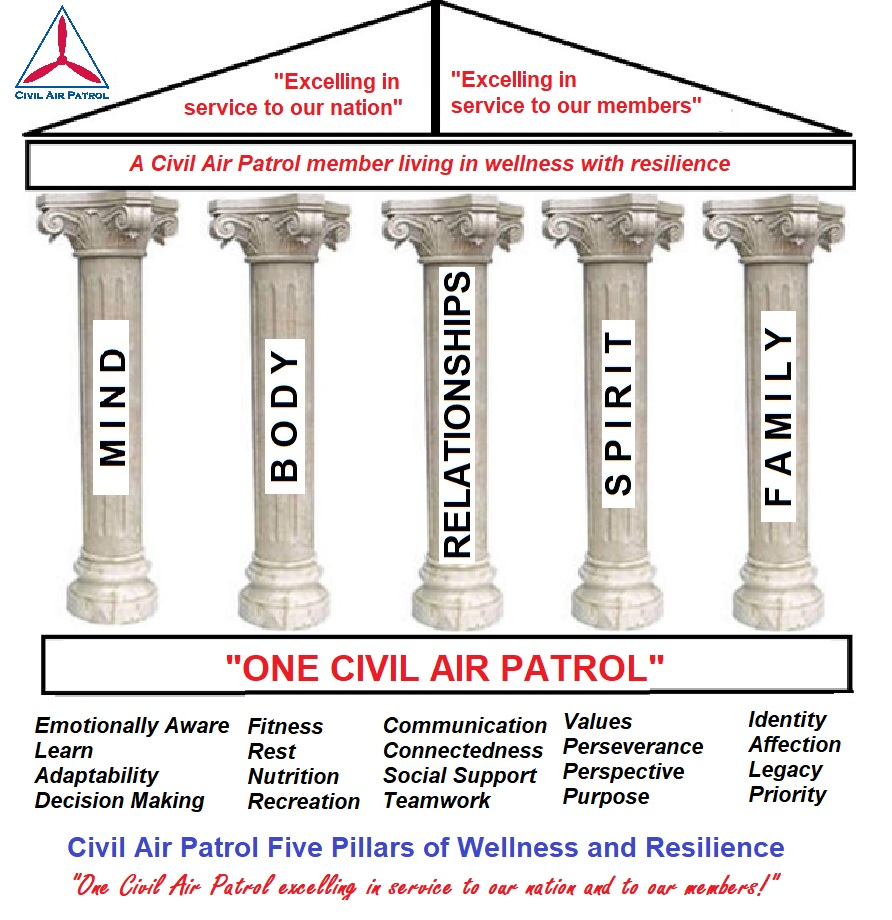 CIVIL AIR PATROL
"Excelling in
service to our nation"
"Excelling in
service to our members"
A Civil Air Patrol member living in wellness with resilience
MIND
BODY
RELATIONSHIPS
SPIRIT
FAMILY
"ONE CIVIL AIR PATROL"
Emotionally Aware
Learn
Adaptability
Decision Making
Fitness
Rest
Nutrition
Recreation
Communication
Connectedness
Social Support
Teamwork
Values
Perseverance
Perspective
Purpose
Identity
Affection
Legacy
Priority
Civil Air Patrol Five Pillars of Wellness and Resilience
"One Civil Air Patrol excelling in service to our nation and to our members!"